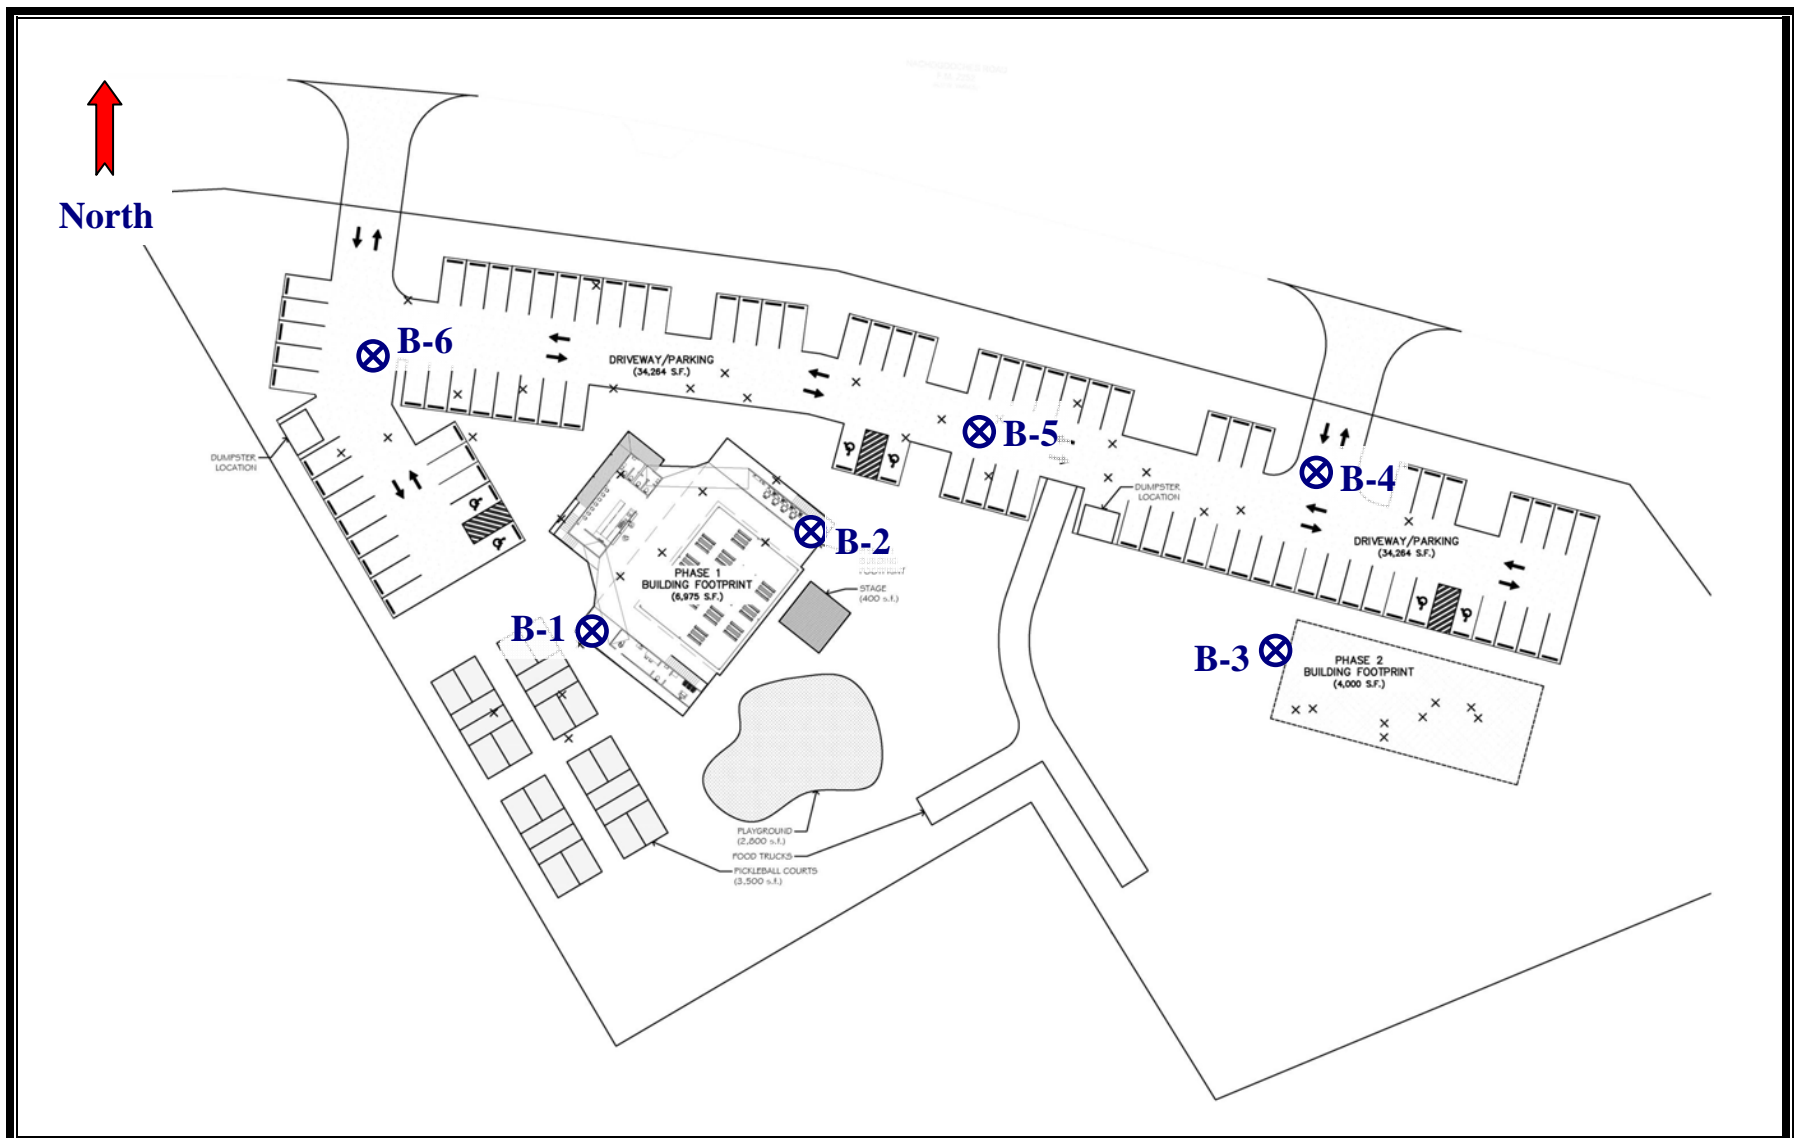 North
B-6
DRIVEWAY/PARKING
(34,264 S.F.)
B-5
B-4
DUMPSTER
LOCATION
DUMPSTER
LOCATION
B-2
DRIVEWAY/PARKING
(34,264 S.F.)
PHASE 1
BUILDING FOOTPRINT
(6,975 S.F.)
STAGE
(400 s.f.)
B-1
B-3
PHASE 2
BUILDING FOOTPRINT
(4,000 S.F.)
PLAYGROUND
(2,800 s.f.)
FOOD TRUCKS
PICKLEBALL COURTS
(3,500 s.f.)